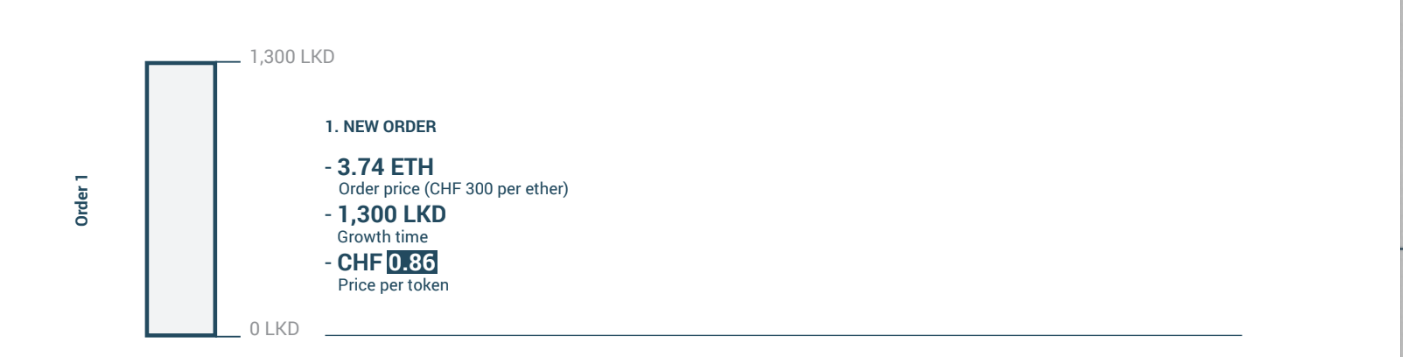 1,300 LKD
Order 1
1. NEW ORDER
- 3.74 ETH
Order price (CHF 300 per ether)
- 1,300 LKD
Growth time
- CHF 0.86
Price per token
0 LKD